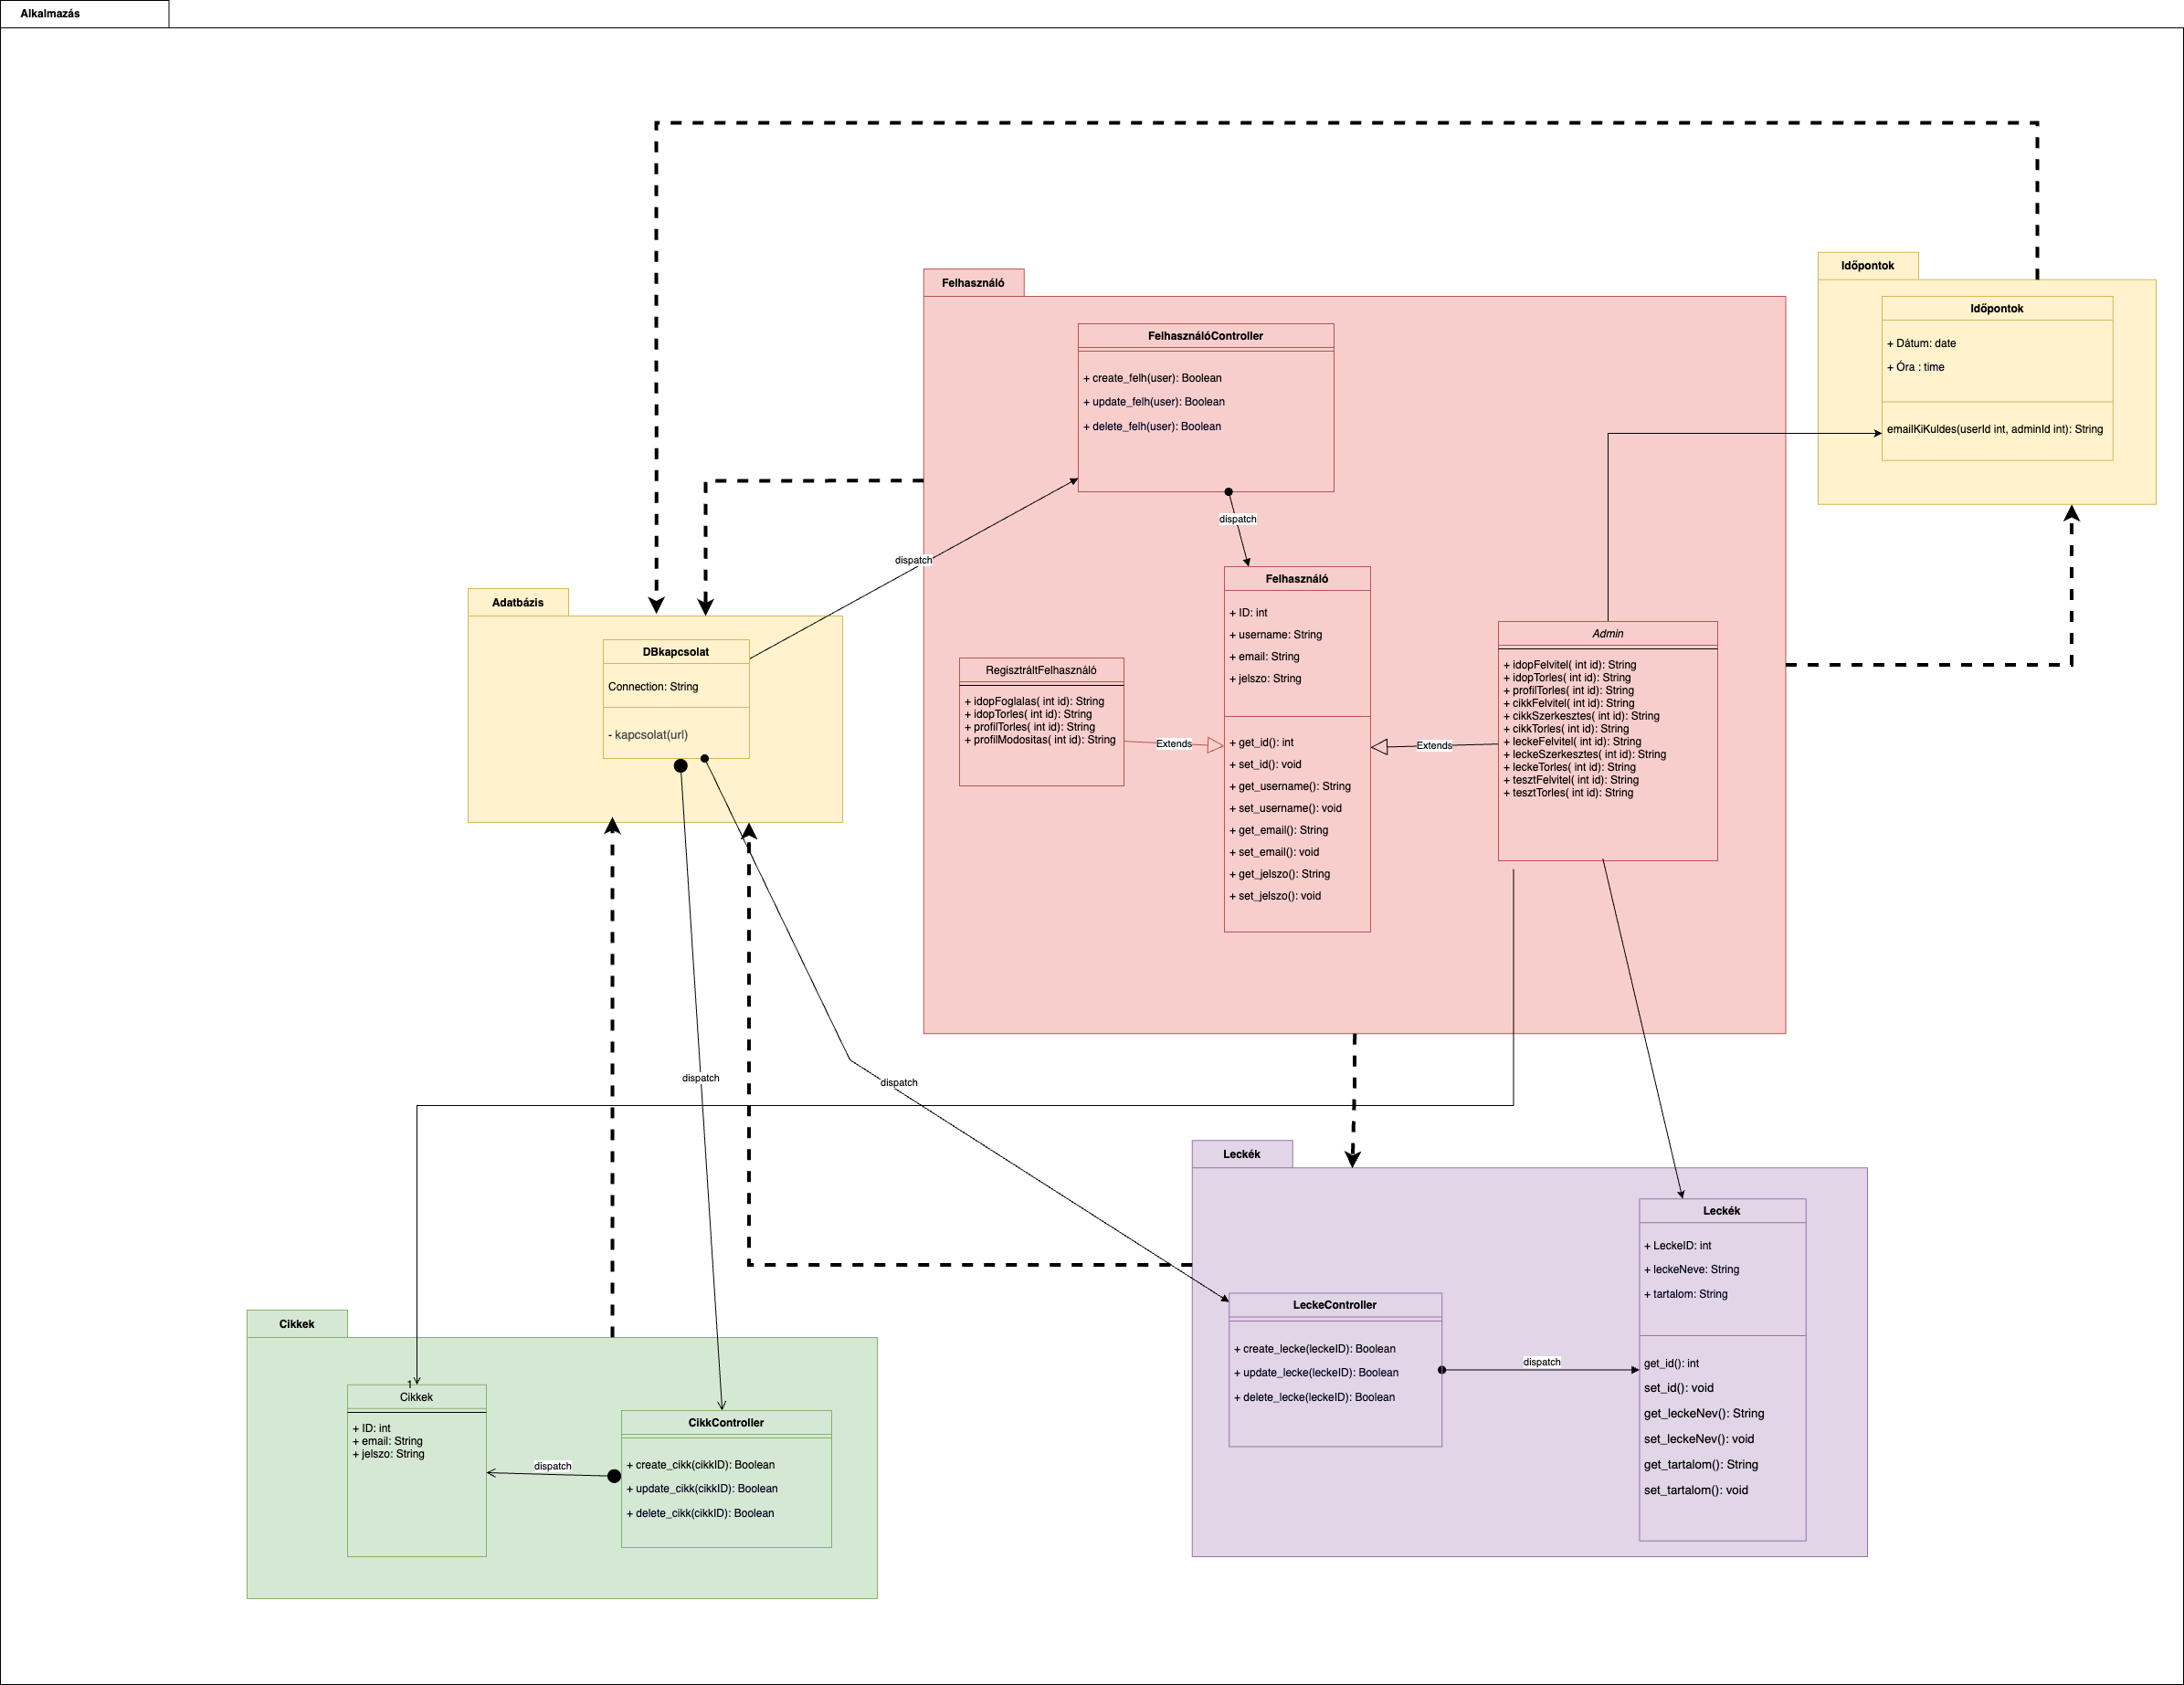 Alkalmazás
Időpontok
Időpontok
+ Dátum: date
+ Óra : time
emailKiKuldes(userId int, adminId int): String
Felhasználó
FelhasználóController
+ create_felh(user): Boolean
+ update_felh(user): Boolean
+ delete_felh(user): Boolean
dispatch
dispatch
Felhasználó
+ ID: int
+ username: String
+ email: String
+ jelszo: String
+ get_id(): int
+ set_id(): void
+ get_username(): String
+ set_username(): void
+ get_email(): String
+ set_email(): void
+ get_jelszo(): String
+ set_jelszo(): void
RegisztráltFelhasználó
+ idopFoglalas( int id): String
+ idopTorles( int id): String
+ profilTorles( int id): String
+ profilModositas( int id): String
Extends
Extends
Admin
+ idopFelvitel( int id): String
+ idopTorles( int id): String
+ profilTorles( int id): String
+ cikkFelvitel( int id): String
+ cikkSzerkesztes( int id): String
+ cikkTorles( int id): String
+ leckeFelvitel( int id): String
+ leckeSzerkesztes( int id): String
+ leckeTorles( int id): String
+ tesztFelvitel( int id): String
+ tesztTorles( int id): String
Adatbázis
DBkapcsolat
Connection: String
- kapcsolat(url)
dispatch
dispatch
Leckék
Leckék
+ LeckeID: int
+ leckeNeve: String
+ tartalom: String
get_id(): int
set_id(): void
get_leckeNev(): String
set_leckeNev(): void
get_tartalom(): String
set_tartalom(): void
LeckeController
+ create_lecke(leckeID): Boolean
+ update_lecke(leckeID): Boolean
+ delete_lecke(leckeID): Boolean
dispatch
Cikkek
1
Cikkek
+ ID: int
+ email: String
+ jelszo: String
dispatch
CikkController
+ create_cikk(cikkID): Boolean
+ update_cikk(cikkID): Boolean
+ delete_cikk(cikkID): Boolean